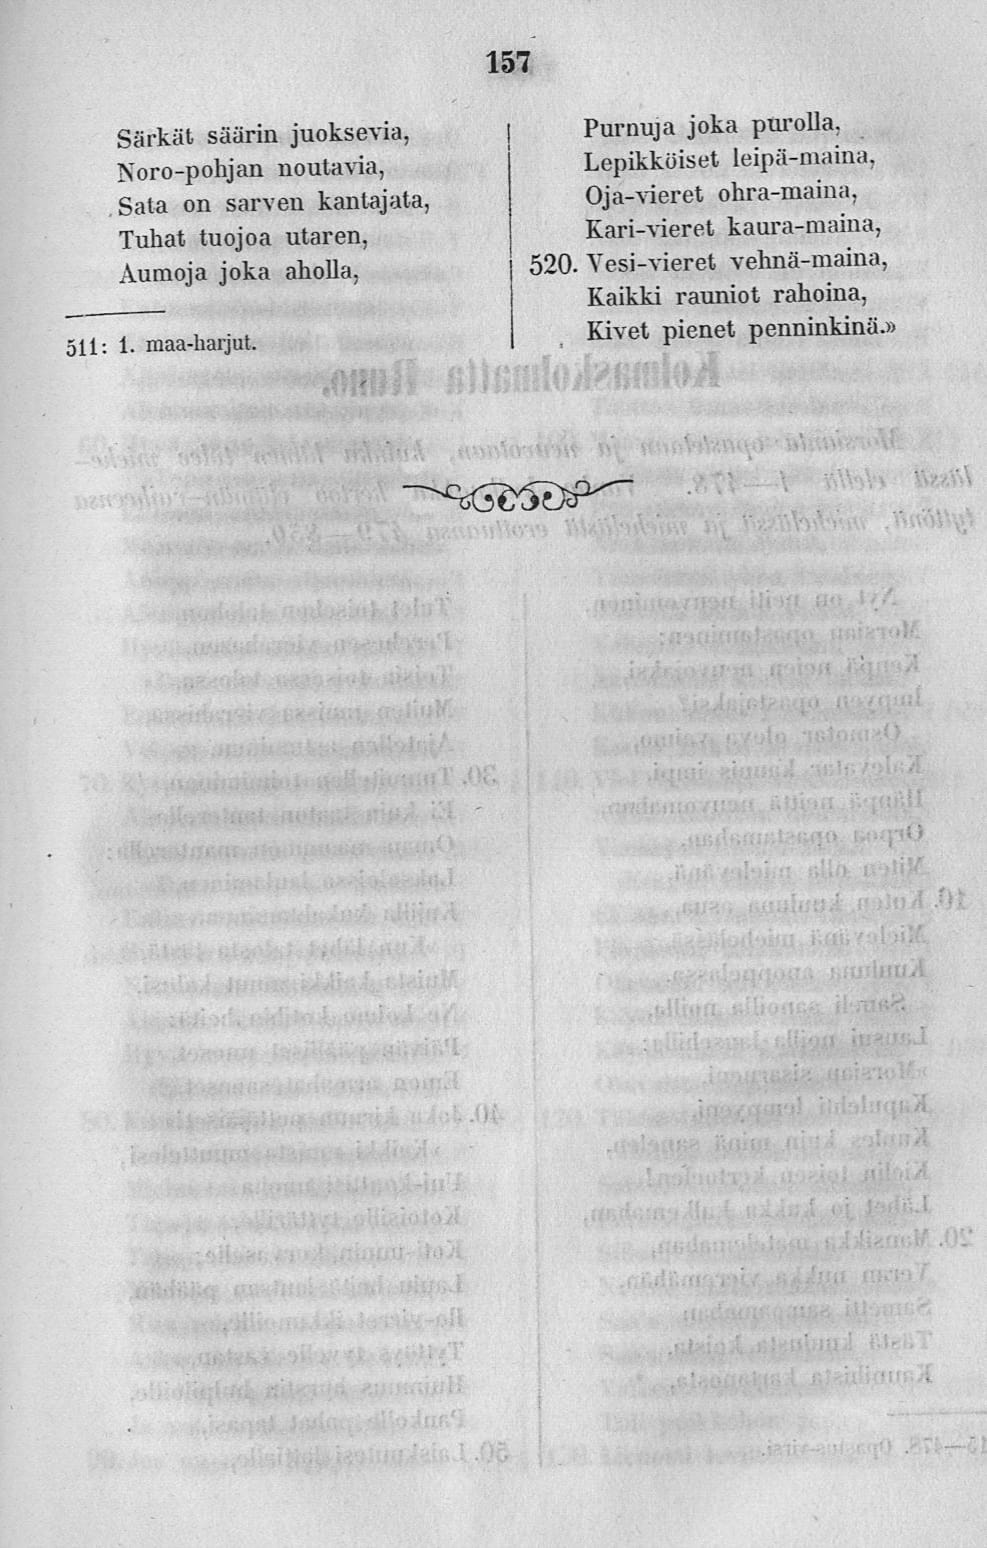 157
Särkät säärin juoksevia,
Noro-pohjan noutavia,
Sata on sarven kantajata,
Tuhat tuojoa utaren,
Aumoja joka aholla,
511: 1. maa-harjut.
Purnuja joka purolla,
Lepikköiset leipä-maina,
Oja-vieret ohra-maina,
Kari-vieret kaura-maina,
520. Vesi-vieret vehnä-maina,
Kaikki rauniot rahoina,
Kivet pienet penninkinä.»